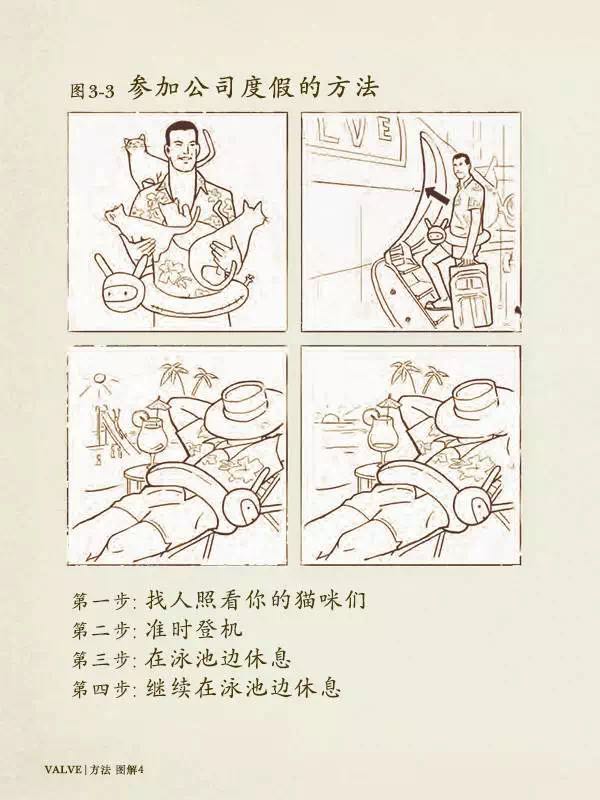 图3-3 参加公司度假的方法
LVE
第一步: 找人照看你的猫咪们
第二步: 准时登机
第三步: 在泳池边休息
第四步: 继续在泳池边休息
VALVE | 方法 图解4